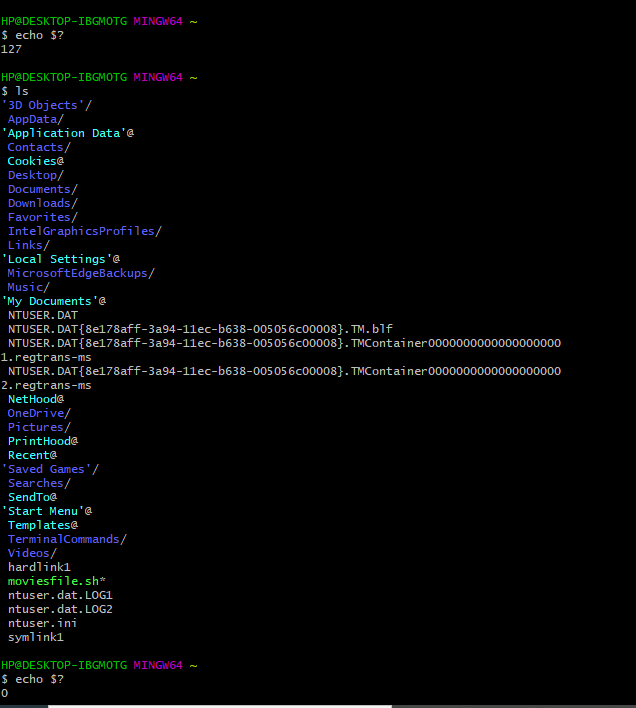 HP@DESKTOP-IBGMOTG MINGW64 ~
$ echo $?
127

HP@DESKTOP-IBGMOTG MINGW64 ~
$ ls
'3D Objects'/
 AppData/
'Application Data'@
 Contacts/
 Cookies@
 Desktop/
 Documents/
 Downloads/
 Favorites/
 IntelGraphicsProfiles/
 Links/
'Local Settings'@
 MicrosoftEdgeBackups/
 Music/
'My Documents'@
 NTUSER.DAT
 NTUSER.DAT{8e178aff-3a94-11ec-b638-005056c00008}.TM.blf
 NTUSER.DAT{8e178aff-3a94-11ec-b638-005056c00008}.TMContainer0000000000000000000
1.regtrans-ms
 NTUSER.DAT{8e178aff-3a94-11ec-b638-005056c00008}.TMContainer0000000000000000000
2.regtrans-ms
 NetHood@
 OneDrive/
 Pictures/
 PrintHood@
 Recent@
'Saved Games'/
 Searches/
 SendTo@
'Start Menu'@
 Templates@
 TerminalCommands/
 Videos/
 hardlink1
 moviesfile.sh*
 ntuser.dat.LOG1
 ntuser.dat.LOG2
 ntuser.ini
 symlink1

HP@DESKTOP-IBGMOTG MINGW64 ~
$ echo $?
0